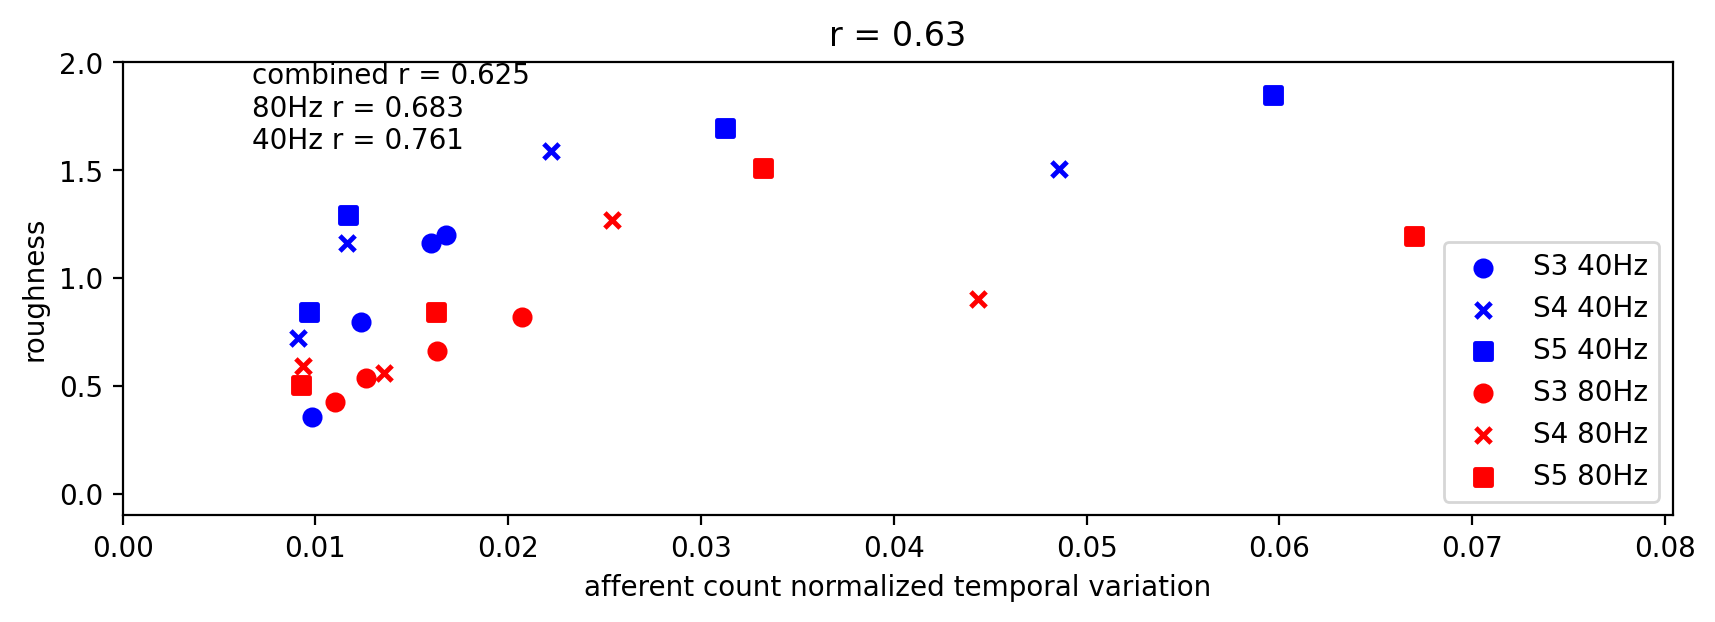 r = 0.63
combined r = 0.625
80Hz r = 0.683
40Hz r = 0.761
roughness
2.0
1.5
1.0
0.5
0.0
S3 40Hz
S4 40Hz
S5 40Hz
S3 80Hz
S4 80Hz
S5 80Hz
0.00 0.01 0.02 0.03 0.04 0.05 0.06 0.07 0.08
afferent count normalized temporal variation